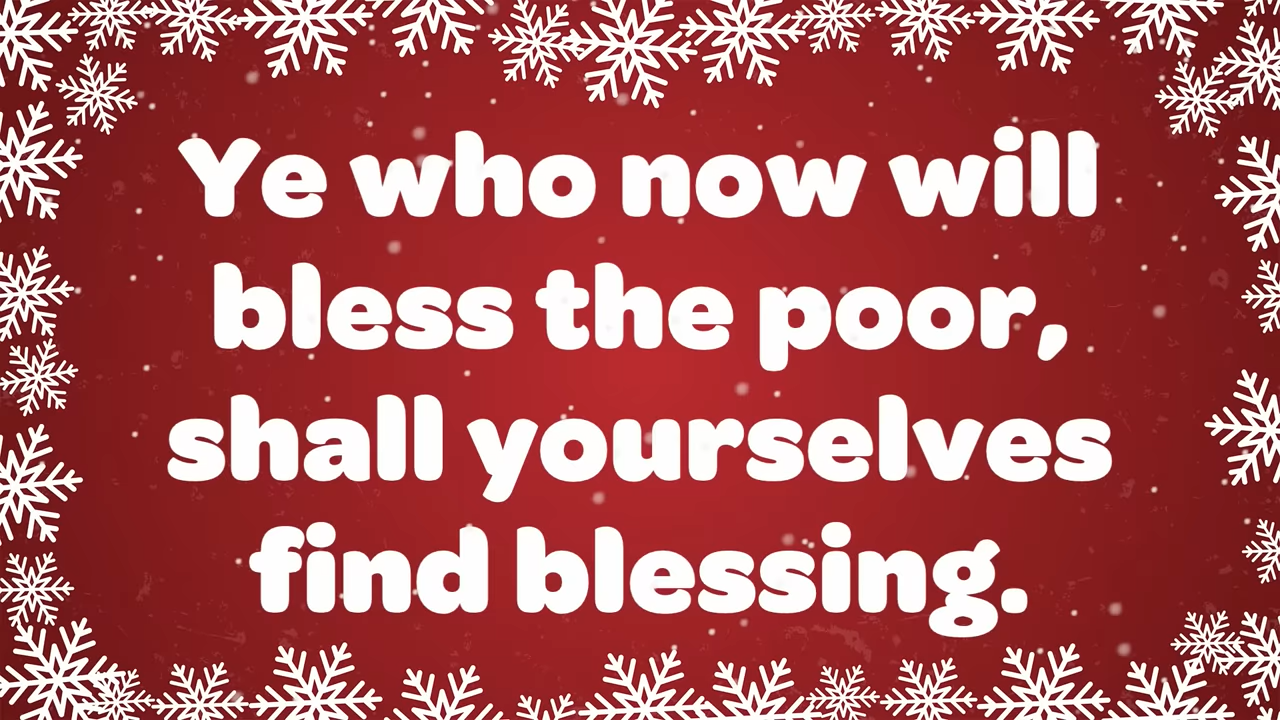 Ye who now will
bless the poor,
shall yourselves
find blessing.